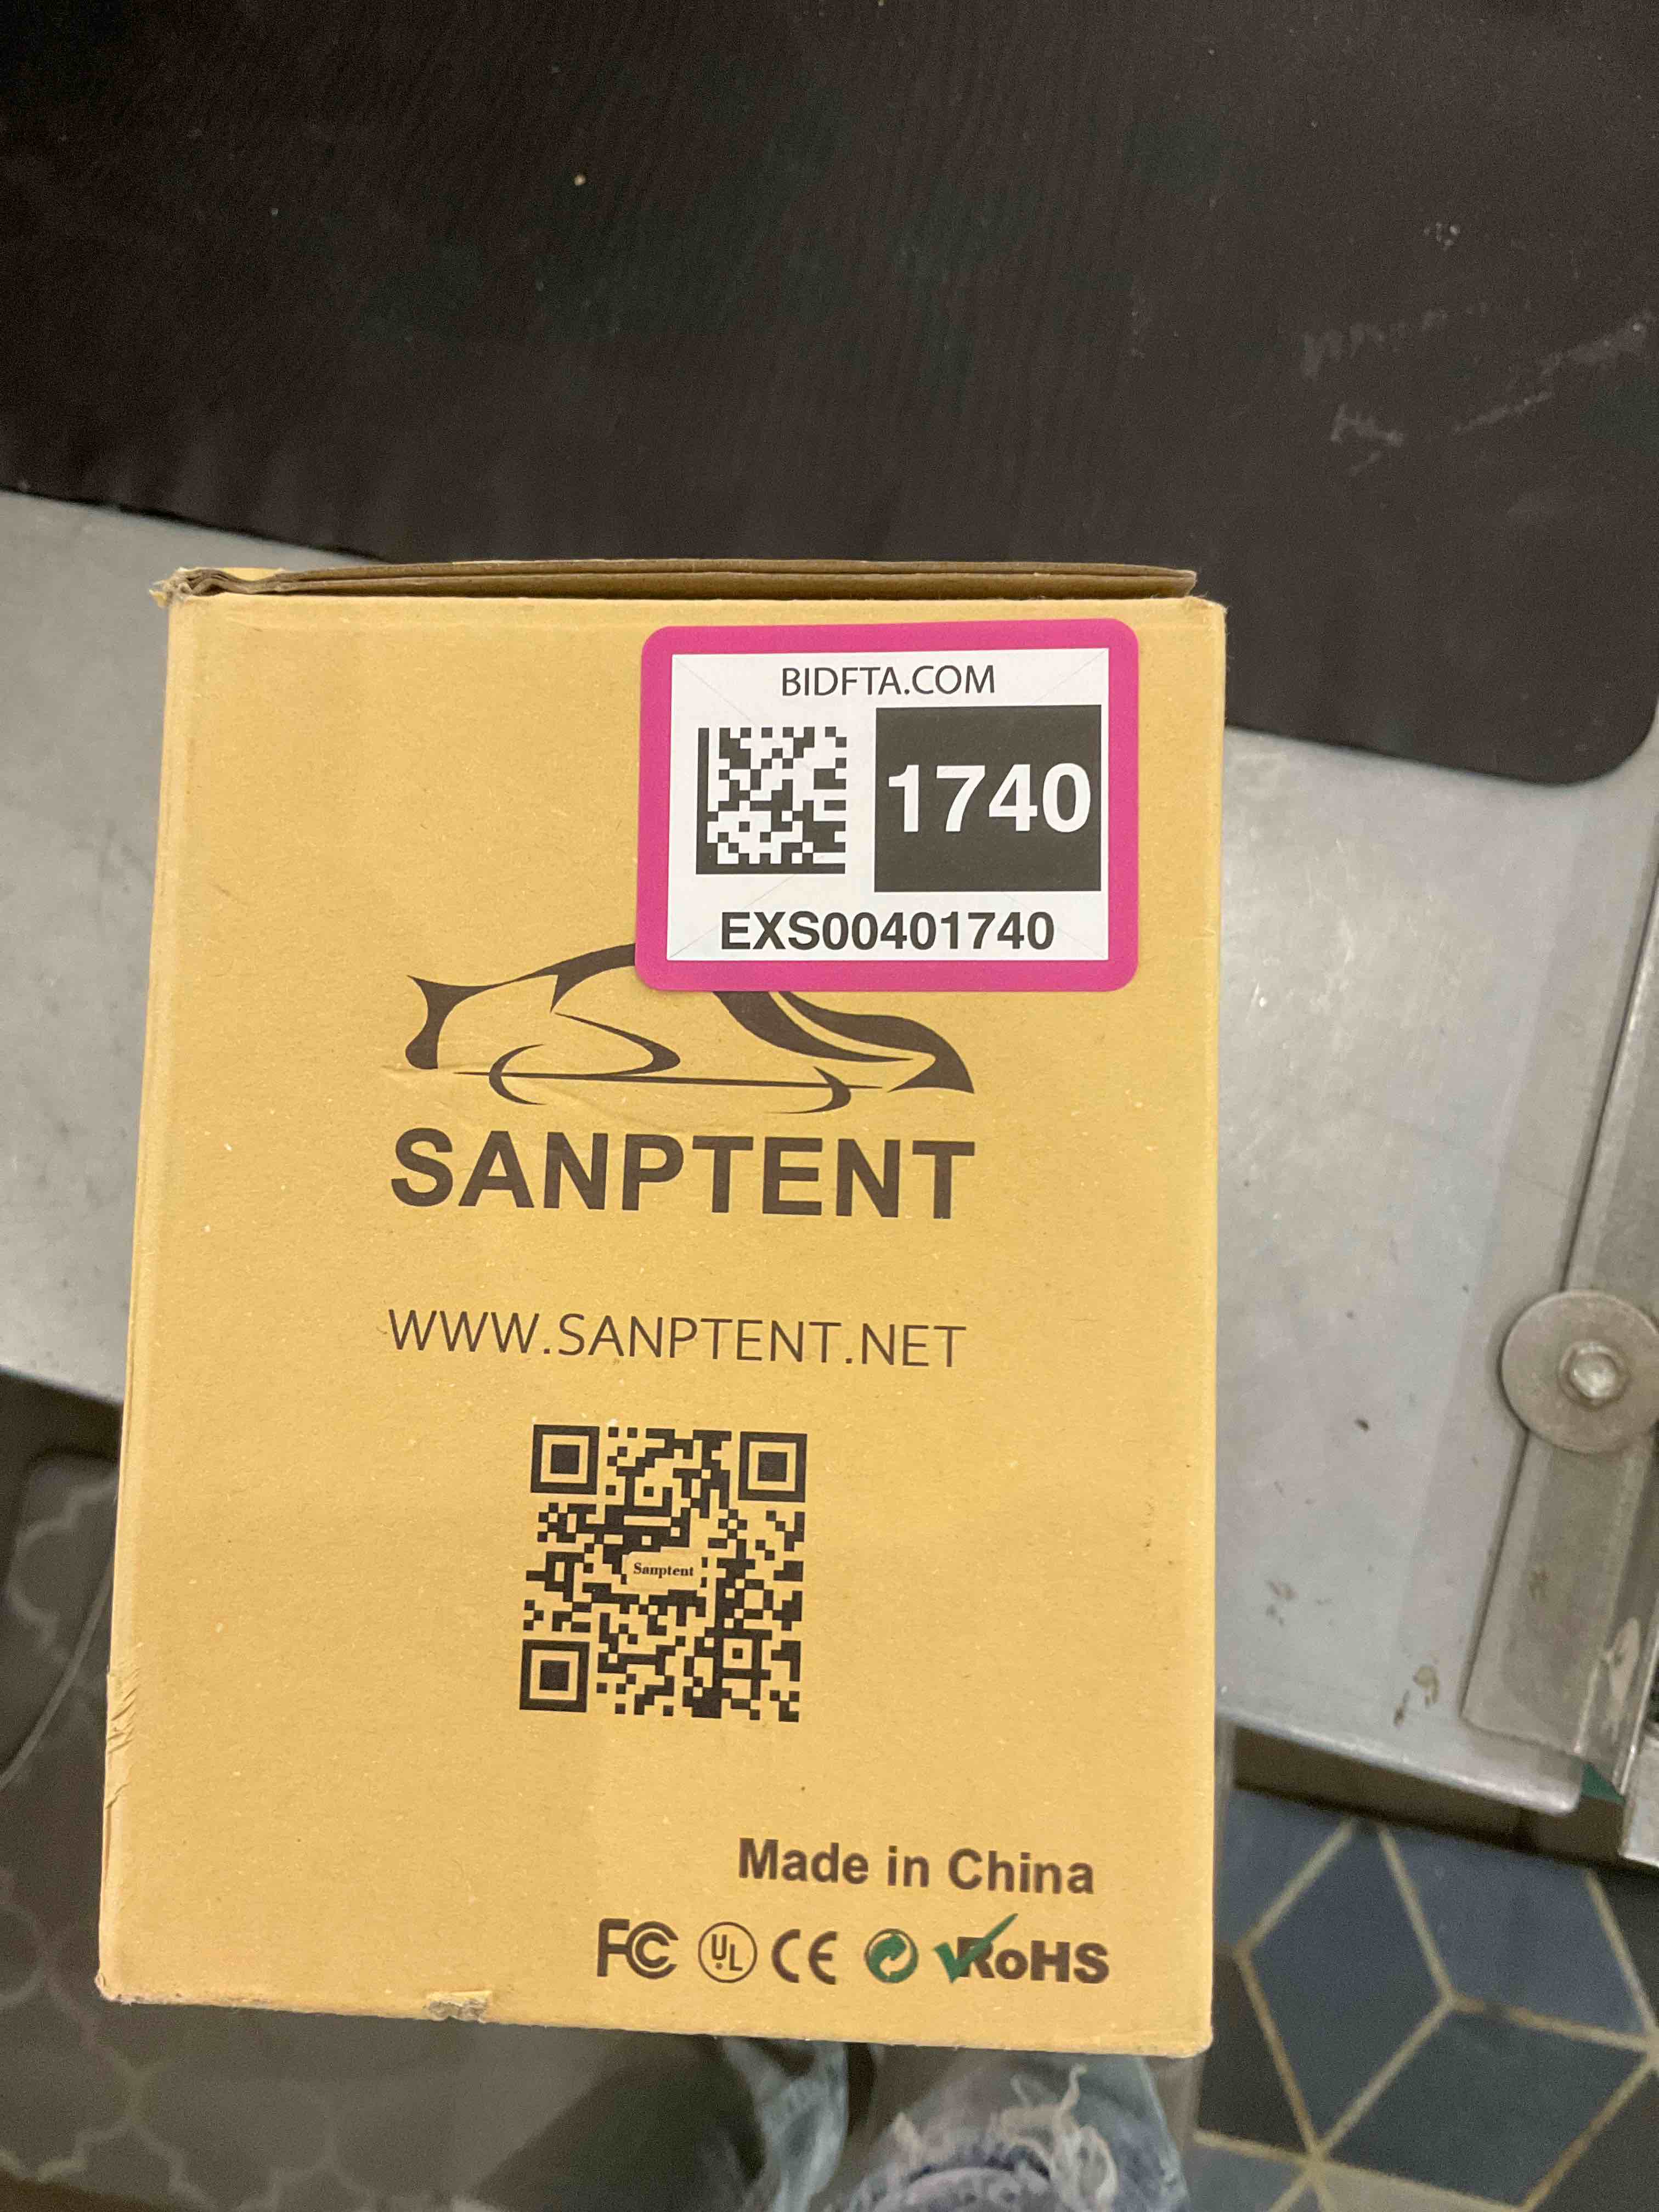 BIDFTA.COM
1740
EXS00401740
SANPTENT
WWW.SANPTENT.NET
Sanptent
Made in China
FC UL CE RoHS